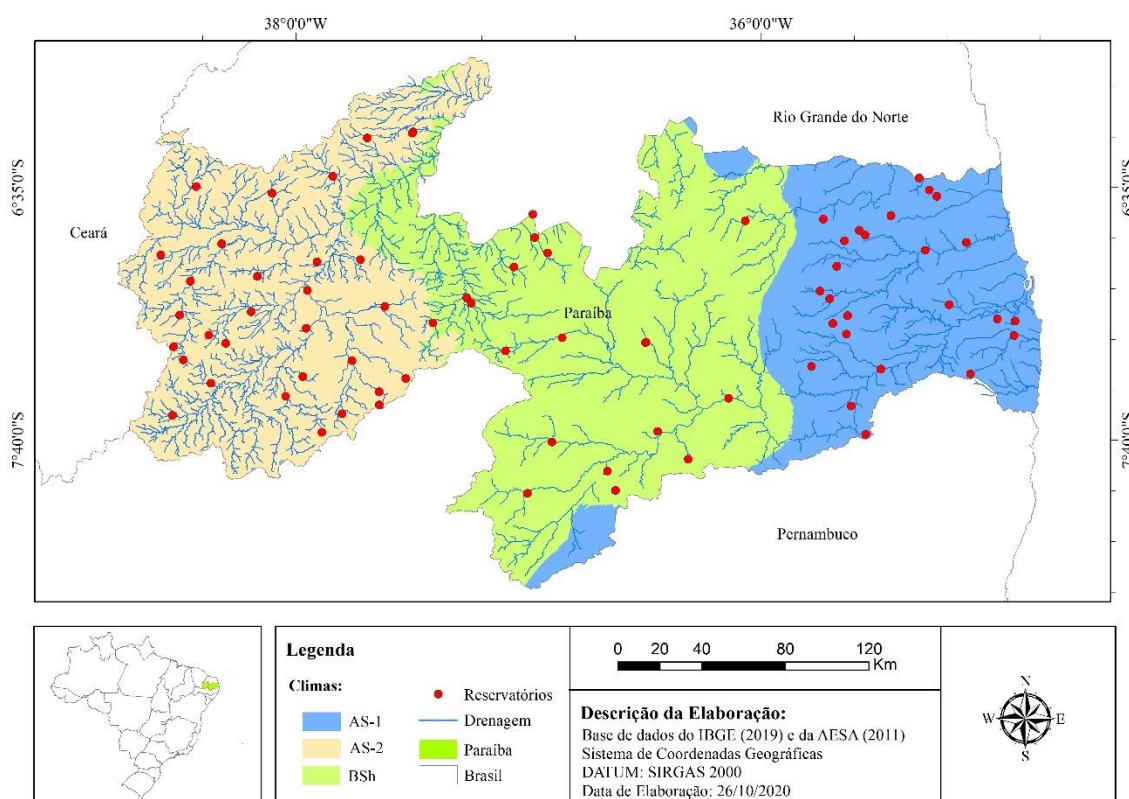 38°0'0"W
36°0'0"W
Rio Grande do Norte
6°35'0"S
6°35'0"S
Ceará
Paraíba
7°40'0"S
7°40'0"S
Pernambuco
Legenda
Climas:
AS-1
AS-2
BSh
Reservatórios
Drenagem
Paraíba
Brasil
0 20 40 80 120
Km
Descrição da Elaboração:
Base de dados do IBGE (2019) e da AESA (2011)
Sistema de Coordenadas Geográficas
DATUM: SIRGAS 2000
Data de Elaboração: 26/10/2020
N
W E
S